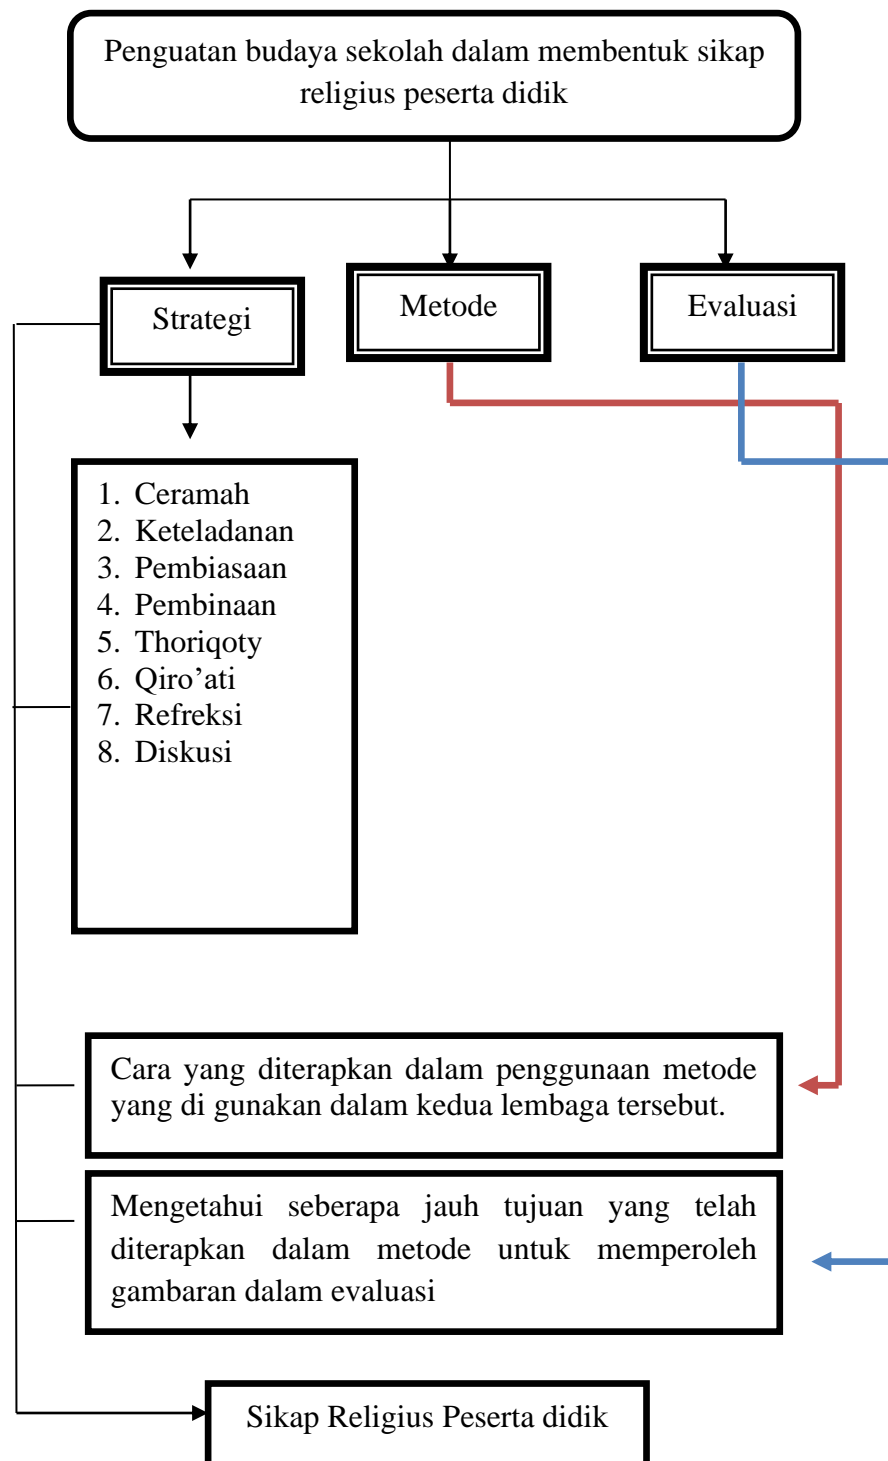 Penguatan budaya sekolah dalam membentuk sikap
religius peserta didik
Strategi
Metode
Evaluasi
1. Ceramah
2. Keteladanan
3. Pembiasaan
4. Pembinaan
5. Thoriqoty
6. Qiro’ati
7. Refreksi
8. Diskusi
Cara yang diterapkan dalam penggunaan metode
yang di gunakan dalam kedua lembaga tersebut.
Mengetahui seberapa jauh tujuan yang telah
diterapkan dalam metode untuk memperoleh
gambaran dalam evaluasi
Sikap Religius Peserta didik